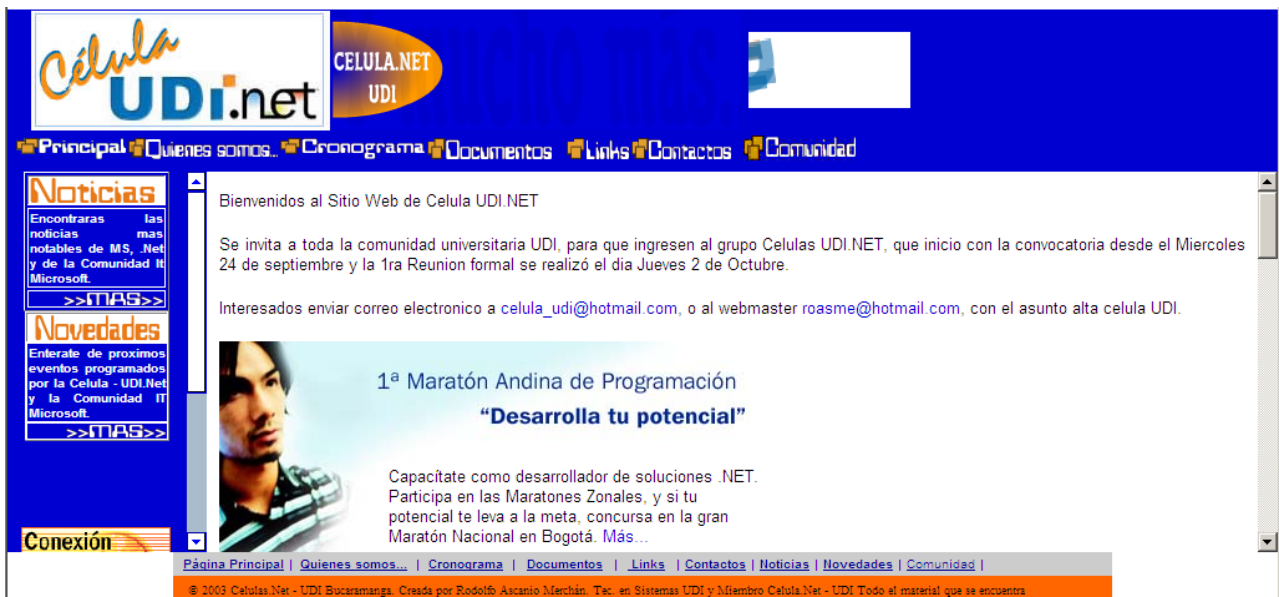 Célula
UDi.net
CELULA.NET
UDI
mucho mas.
Principal Quienes somos... Cronograma Documentos Links Contactos Comunidad
Noticias
Encontraras las
noticias mas
notables de MS, .Net
y de la Comunidad It
Microsoft.
>>MAS>>
Novedades
Enterate de proximos
eventos programados
por la Celula - UDI.Net
y la Comunidad IT
Microsoft.
>>MAS>>
Conexión
Bienvenidos al Sitio Web de Celula UDI.NET
Se invita a toda la comunidad universitaria UDI, para que ingresen al grupo Celulas UDI.NET, que inicio con la convocatoria desde el Miercoles
24 de septiembre y la 1ra Reunion formal se realizó el dia Jueves 2 de Octubre.
Interesados enviar correo electronico a celula_udi@hotmail.com, o al webmaster roasme@hotmail.com, con el asunto alta celula UDI.
1ª Maratón Andina de Programación
“Desarrolla tu potencial”
Capacítate como desarrollador de soluciones .NET.
Participa en las Maratones Zonales, y si tu
potencial te leva a la meta, concursa en la gran
Maratón Nacional en Bogotá. Más...
Página Principal | Quienes somos... | Cronograma | Documentos | Links | Contactos | Noticias | Novedades | Comunidad |
© 2003 Celulas.Net - UDI Bucaramanga. Creada por Rodolfo Ascanio Merchán. Tec. en Sistemas UDI y Miembro Celula.Net - UDI Todo el material que se encuentra